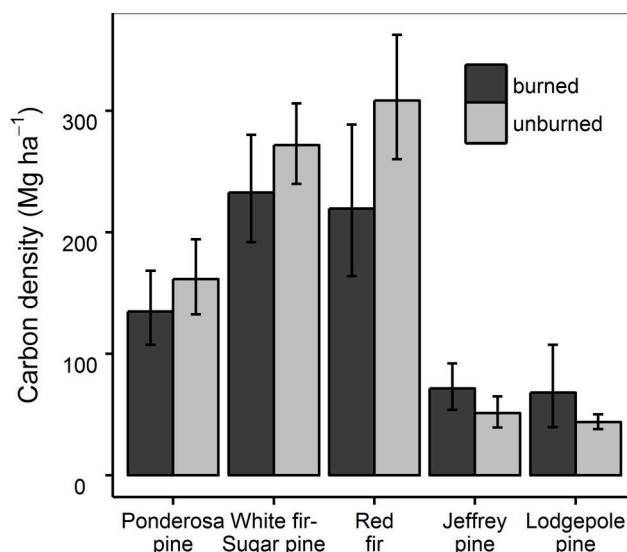 Carbon density (Mg ha⁻¹)
300
200
100
0
burned
unburned
Ponderosa
pine
White fir-
Sugar pine
Red
fir
Jeffrey
pine
Lodgepole
pine